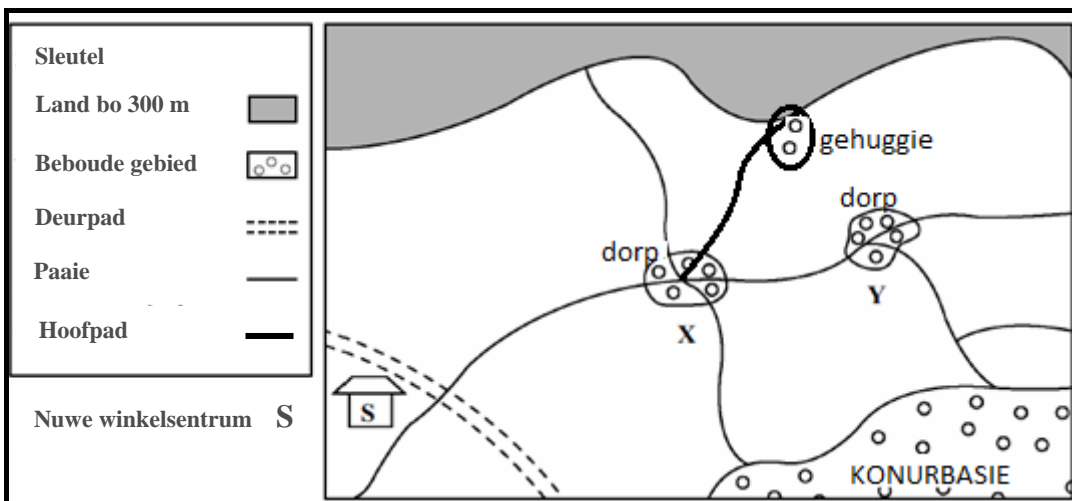 Sleutel
Land bo 300 m
Beboude gebied
Deurpad
Paaie
Hoofpad
Nuwe winkelsentrum S
gehuggie
dorp
dorp
X
Y
S
KONURBASIE